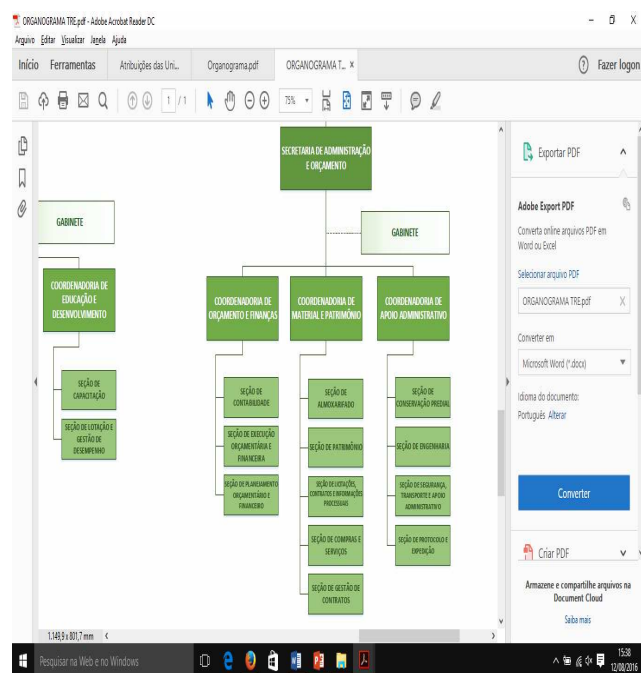 ORGANOGRAMA TRE.pdf - Adobe Acrobat Reader DC
Arquivo Editar Visualizar Janela Ajuda
Início Ferramentas Atribuições das Uni... Organograma.pdf ORGANOGRAMA T... × ? Fazer logon
1 / 1 75%
SECRETARIA DE ADMINISTRAÇÃO
E ORÇAMENTO
GABINETE
GABINETE
COORDENADORIA DE
EDUCAÇÃO E
DESENVOLVIMENTO
COORDENADORIA DE
ORÇAMENTO E FINANÇAS
COORDENADORIA DE
MATERIAL E PATRIMÔNIO
COORDENADORIA DE
APOIO ADMINISTRATIVO
SEÇÃO DE
CAPACITAÇÃO
SEÇÃO DE LOTAÇÃO E
GESTÃO DE
DESEMPENHO
SEÇÃO DE
CONTABILIDADE
SEÇÃO DE EXECUÇÃO
ORÇAMENTÁRIA E
FINANCEIRA
SEÇÃO DE PLANEJAMENTO
ORÇAMENTÁRIO E
FINANCEIRO
SEÇÃO DE
ALMOXARIFADO
SEÇÃO DE PATRIMÔNIO
SEÇÃO DE LICITAÇÕES,
CONTRATOS E INFORMAÇÕES
PROCESSUAIS
SEÇÃO DE COMPRAS E
SERVIÇOS
SEÇÃO DE GESTÃO DE
CONTRATOS
SEÇÃO DE
CONSERVAÇÃO PREDIAL
SEÇÃO DE ENGENHARIA
SEÇÃO DE SEGURANÇA,
TRANSPORTE E APOIO
ADMINISTRATIVO
SEÇÃO DE PROTOCOLO E
EXPEDIÇÃO
Exportar PDF
Adobe Export PDF
Converta online arquivos PDF em
Word ou Excel
Selecionar arquivo PDF
ORGANOGRAMA TRE.pdf X
Converter em
Microsoft Word (*.docx)
Idioma do documento:
Português Alterar
Converter
Criar PDF
Armazene e compartilhe arquivos na
Document Cloud
Saiba mais
1.149,9 x 801,7 mm
Pesquisar na Web e no Windows
15:38
12/08/2016